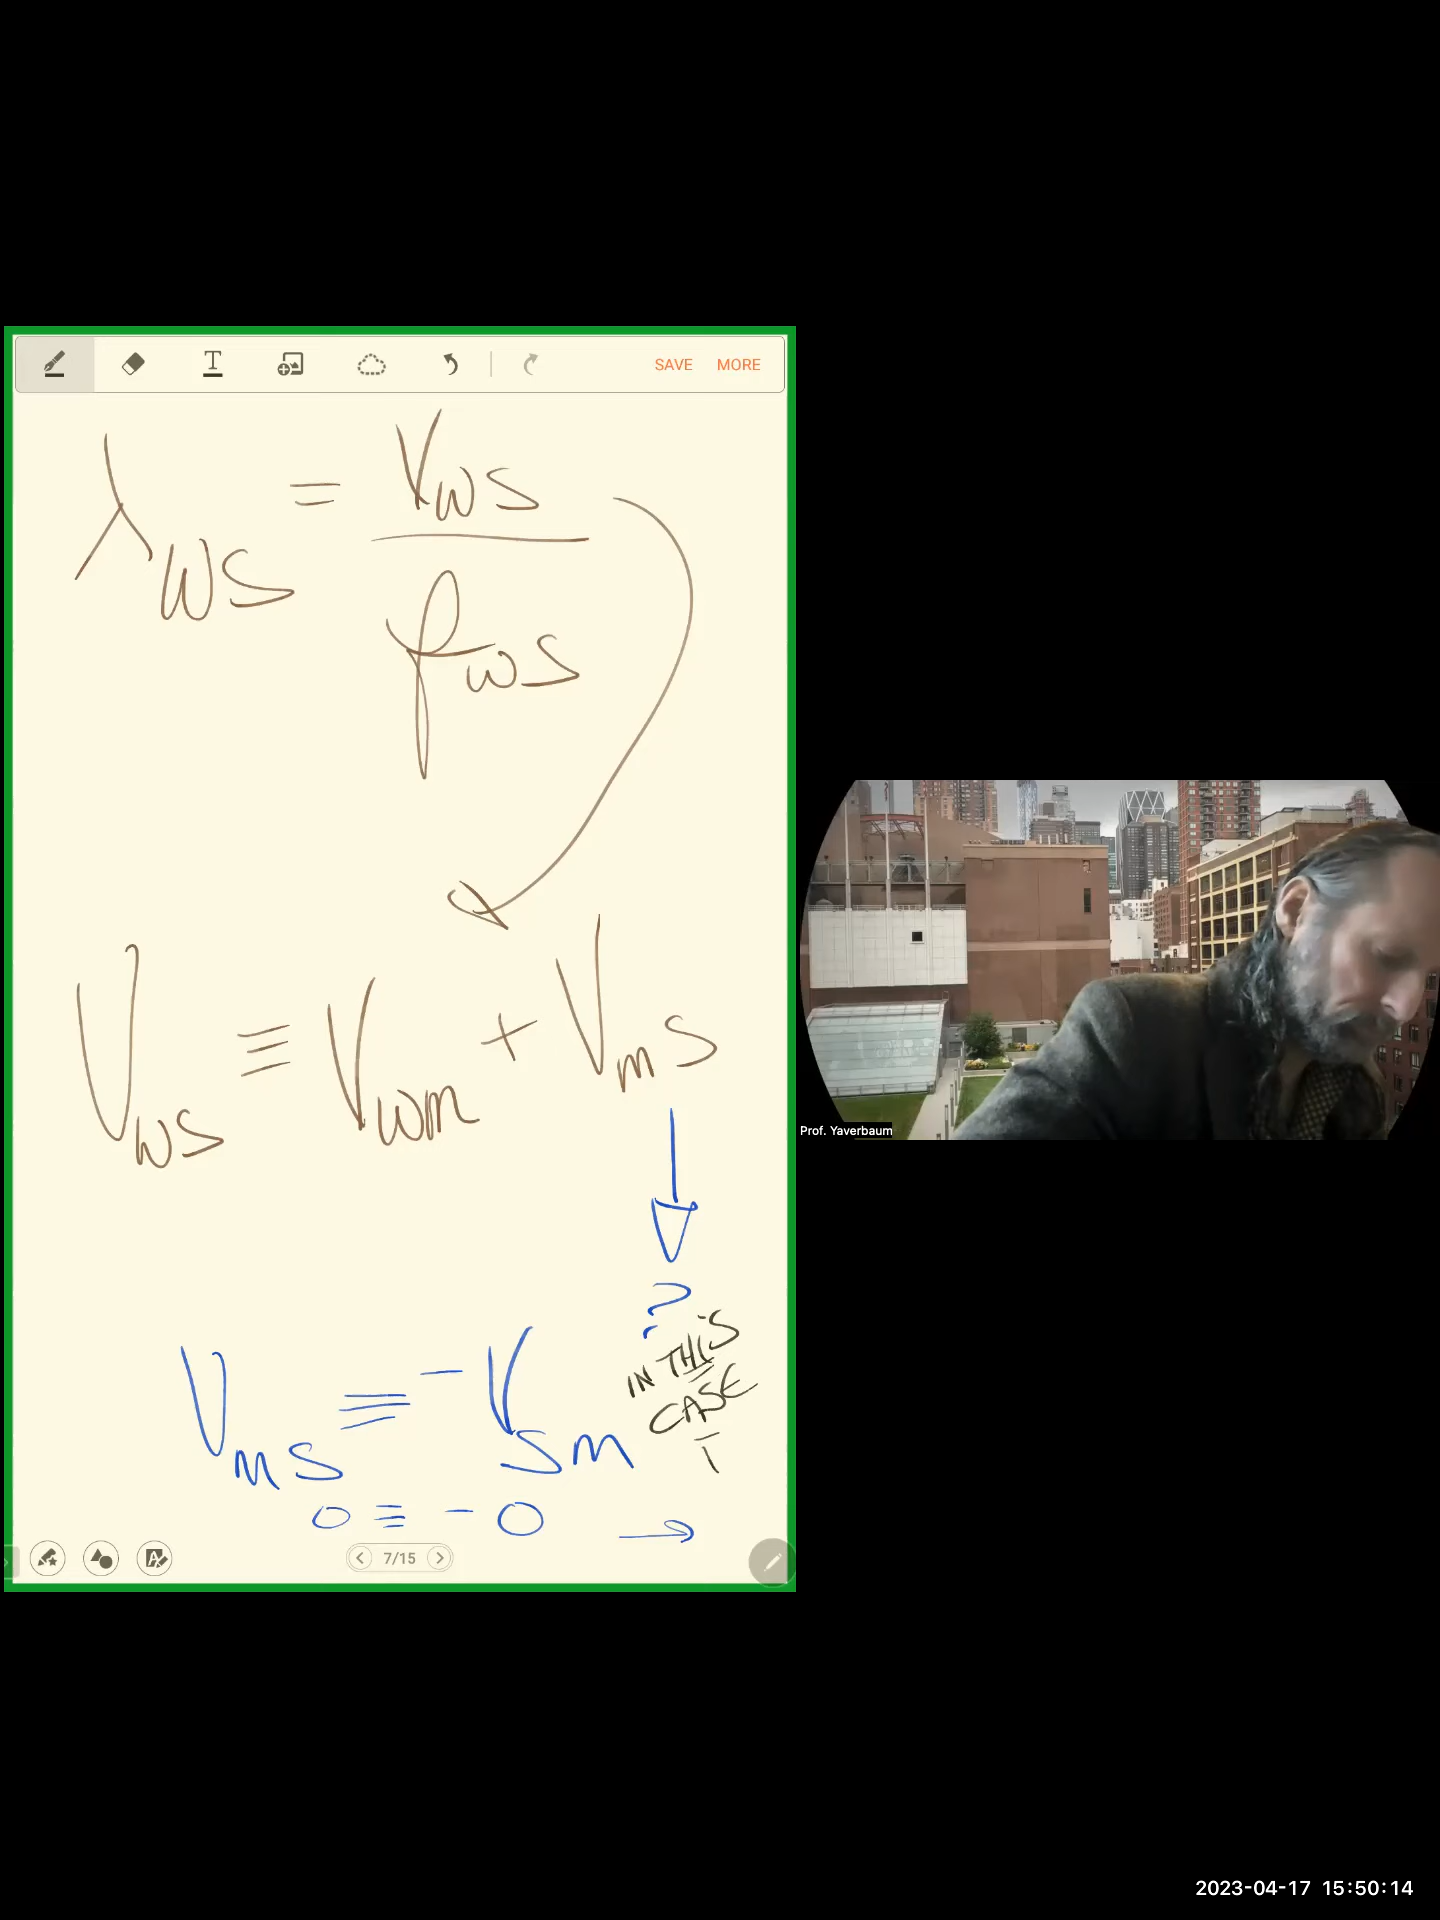 SAVE MORE
λws = Vws
fws
Vws ≡ Vwm + Vms
?
IN THIS
CASE
Vms ≡ -Vsm
0 ≡ -0 →
7/15
Prof. Yaverbaum
2023-04-17 15:50:14